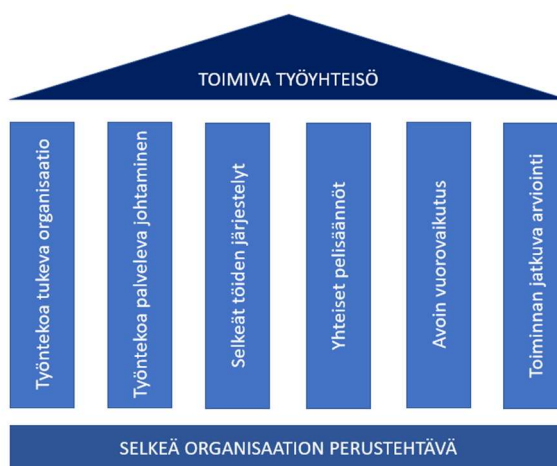 TOIMIVA TYÖYHTEISÖ
Työntekoa tukeva organisaatio
Työntekoa palveleva johtaminen
Selkeät töiden järjestelyt
Yhteiset pelisäännöt
Avoin vuorovaikutus
Toiminnan jatkuva arviointi
SELKEÄ ORGANISAATION PERUSTEHTÄVÄ